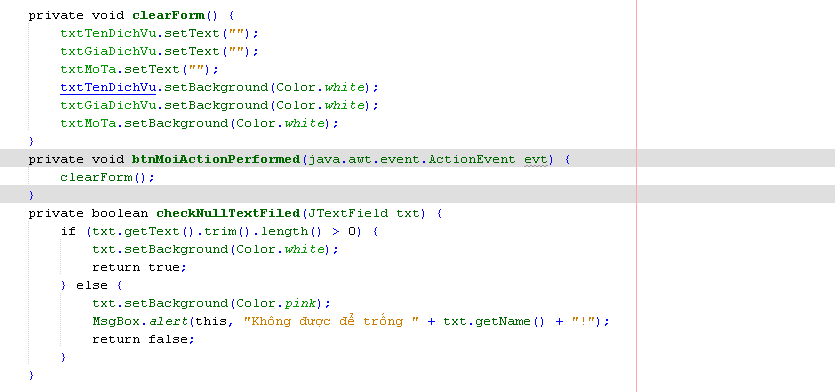 private void clearForm() {
txtTenDichVu.setText("");
txtGiaDichVu.setText("");
txtMoTa.setText("");
txtTenDichVu.setBackground(Color.white);
txtGiaDichVu.setBackground(Color.white);
txtMoTa.setBackground(Color.white);
}
private void btnMoiActionPerformed(java.awt.event.ActionEvent evt) {
clearForm();
}
private boolean checkNullTextFiled(JTextField txt) {
if (txt.getText().trim().length() > 0) {
txt.setBackground(Color.white);
return true;
} else {
txt.setBackground(Color.pink);
MsgBox.alert(this, "Không được để trống " + txt.getName() + "!");
return false;
}
}